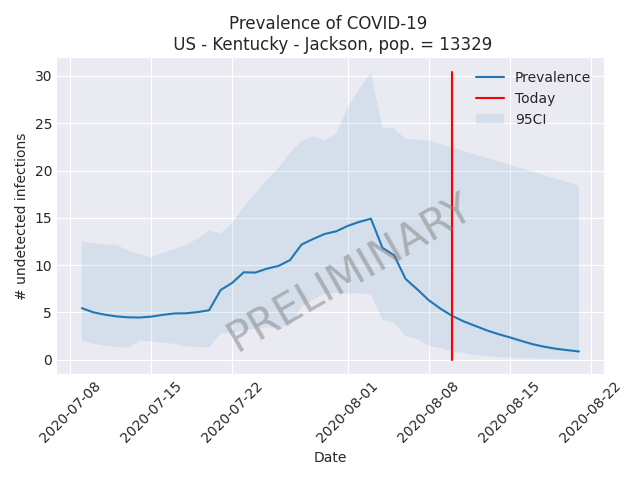 Prevalence of COVID-19
US - Kentucky - Jackson, pop. = 13329
30
25
20
15
10
5
0
# undetected infections
Prevalence
Today
95CI
PRELIMINARY
2020-07-08
2020-07-15
2020-07-22
2020-08-01
2020-08-08
2020-08-15
2020-08-22
Date